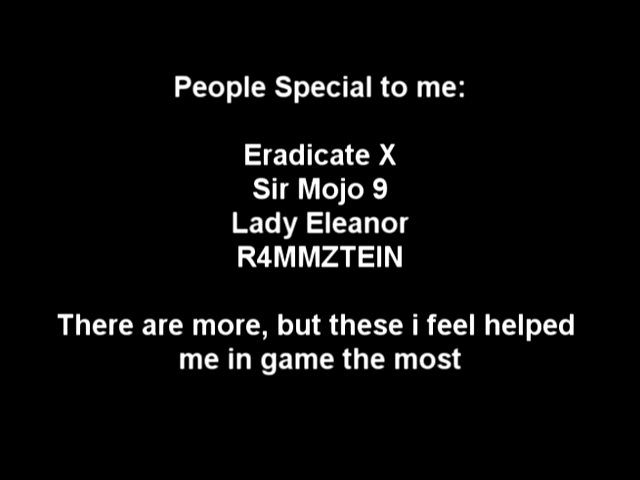 People Special to me:
Eradicate X
Sir Mojo 9
Lady Eleanor
R4MMZTEIN
There are more, but these i feel helped
me in game the most